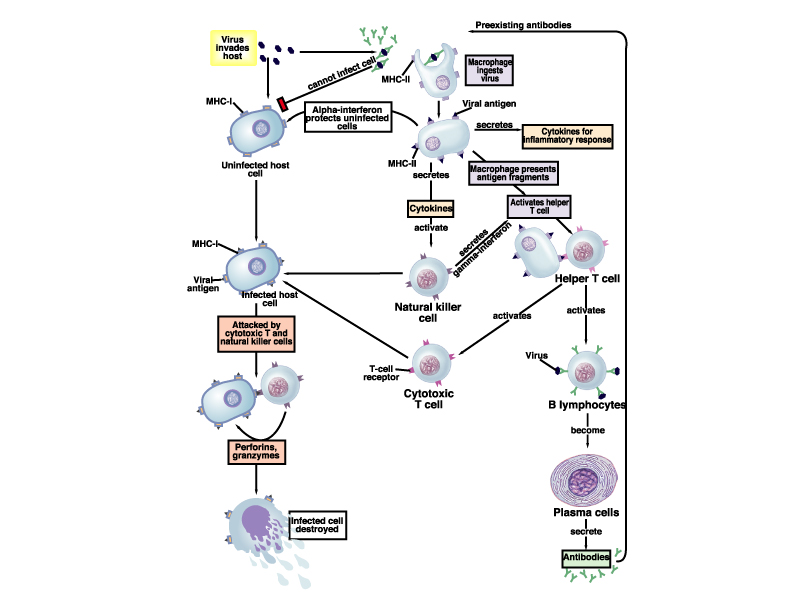 Preexisting antibodies
Virus
invades
host
cannot infect cell
MHC-II
Macrophage
ingests
virus
MHC-I
Alpha-interferon
protects uninfected
cells
Viral antigen
secretes
Cytokines for
inflammatory response
MHC-II
secretes
Uninfected host
cell
Macrophage presents
antigen fragments
Cytokines
Activates helper
T cell
activate
secretes
gamma-interferon
MHC-I
Viral
antigen
Infected host
cell
Natural killer
cell
Helper T cell
activates
activates
Attacked by
cytotoxic T and
natural killer cells
Virus
T-cell
receptor
Cytotoxic
T cell
B lymphocytes
become
Perforins,
granzymes
Plasma cells
Infected cell
destroyed
secrete
Antibodies